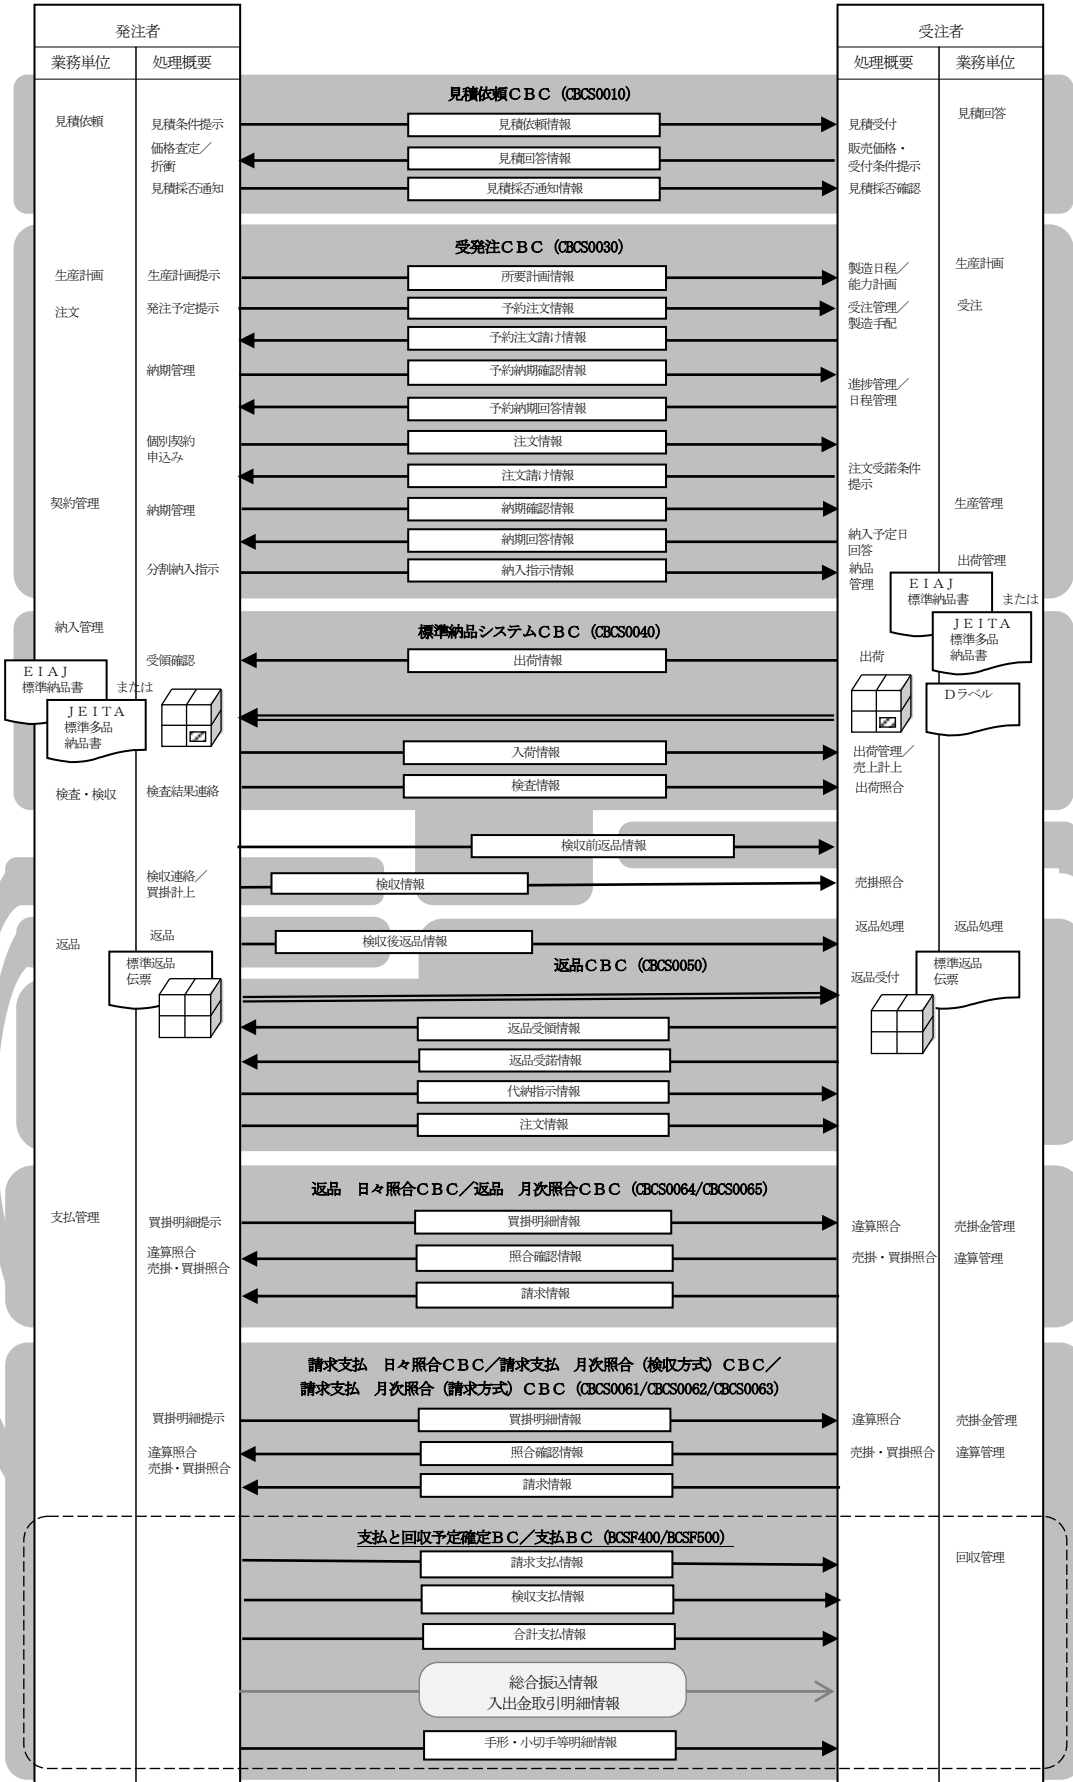 発注者
受注者
業務単位
処理概要
処理概要
業務単位
見積依頼ＣＢＣ（CBCS0010）
見積依頼
見積条件提示
見積依頼情報
見積受付
見積回答
価格査定／
折衝
見積回答情報
販売価格・
受付条件提示
見積採否通知
見積採否通知情報
見積採否確認
受発注ＣＢＣ（CBCS0030）
生産計画
生産計画提示
所要計画情報
製造日程／
能力計画
生産計画
注文
発注予定提示
予約注文情報
受注管理／
製造手配
受注
予約注文請け情報
納期管理
予約納期確認情報
進捗管理／
日程管理
予約納期回答情報
個別契約
申込み
注文情報
注文請け情報
注文受諾条件
提示
契約管理
納期管理
納期確認情報
生産管理
納期回答情報
納入予定日
回答
分割納入指示
納入指示情報
納品
管理
出荷管理
ＥＩＡＪ
標準納品書
または
ＪＥＩＴＡ
標準多品
納品書
標準納品システムＣＢＣ（CBCS0040）
納入管理
受領確認
出荷情報
出荷
ＥＩＡＪ
標準納品書
または
ＪＥＩＴＡ
標準多品
納品書
Ｄラベル
入荷情報
出荷管理／
売上計上
検査・検収
検査結果連絡
検査情報
出荷照合
検収前返品情報
検収連絡／
買掛計上
検収情報
売掛照合
返品
返品
検収後返品情報
返品処理
返品処理
返品ＣＢＣ（CBCS0050）
標準返品
伝票
返品受付
標準返品
伝票
返品受領情報
返品受諾情報
代納指示情報
注文情報
返品　日々照合ＣＢＣ／返品　月次照合ＣＢＣ（CBCS0064/CBCS0065）
支払管理
買掛明細提示
買掛明細情報
違算照合
売掛金管理
違算照合
売掛・買掛照合
照合確認情報
売掛・買掛照合
違算管理
請求情報
請求支払　日々照合ＣＢＣ／請求支払　月次照合（検収方式）ＣＢＣ／
請求支払　月次照合（請求方式）ＣＢＣ（CBCS0061/CBCS0062/CBCS0063）
買掛明細提示
買掛明細情報
違算照合
売掛金管理
違算照合
売掛・買掛照合
照合確認情報
売掛・買掛照合
違算管理
請求情報
支払と回収予定確定ＢＣ／支払ＢＣ（BCSF400/BCSF500）
請求支払情報
回収管理
検収支払情報
合計支払情報
総合振込情報
入出金取引明細情報
手形・小切手等明細情報